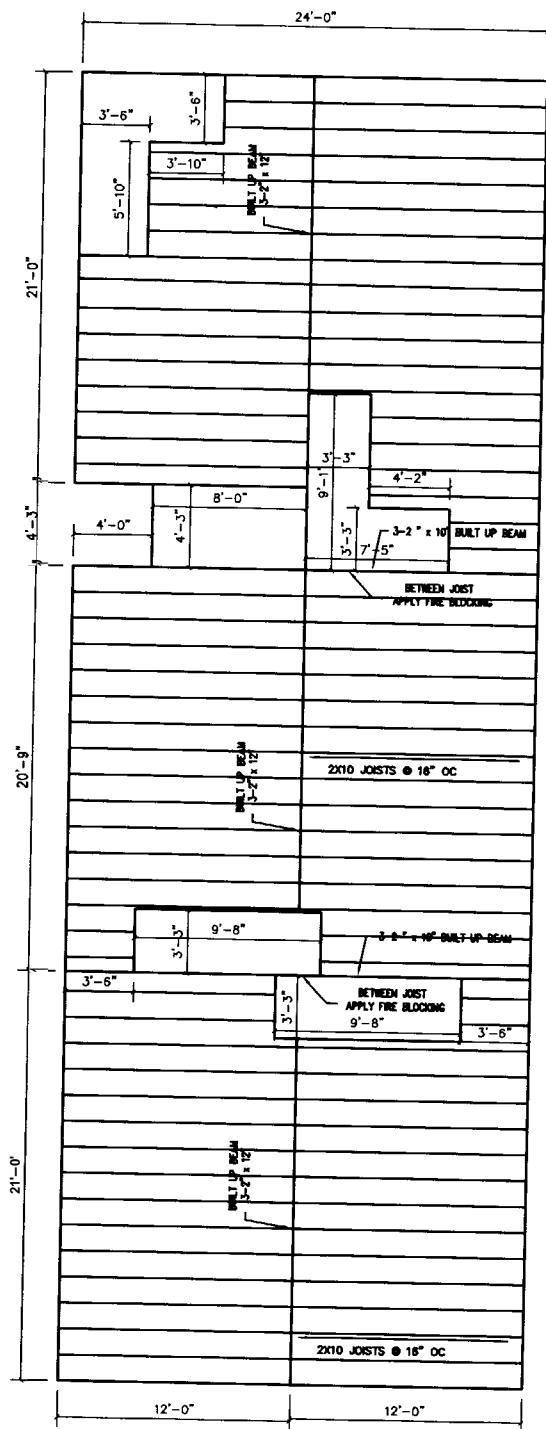 24'-0"
3'-6"
3'-6"
3'-10"
5'-10"
BUILT UP BEAM
3-2" x 12"
21'-0"
3'-3"
9'-1"
4'-2"
8'-0"
4'-3"
4'-0"
4'-3"
3'-3"
3-2 " x 10" BUILT UP BEAM
7'-5"
BETWEEN JOIST
APPLY FIRE BLOCKING
BUILT UP BEAM
3-2" x 12"
2X10 JOISTS @ 16" OC
20'-9"
3'-3"
9'-8"
3-2 " x 10" BUILT UP BEAM
3'-6"
BETWEEN JOIST
APPLY FIRE BLOCKING
3'-3"
9'-8"
3'-6"
BUILT UP BEAM
3-2" x 12"
21'-0'
2X10 JOISTS @ 16" OC
12'-0"
12'-0"